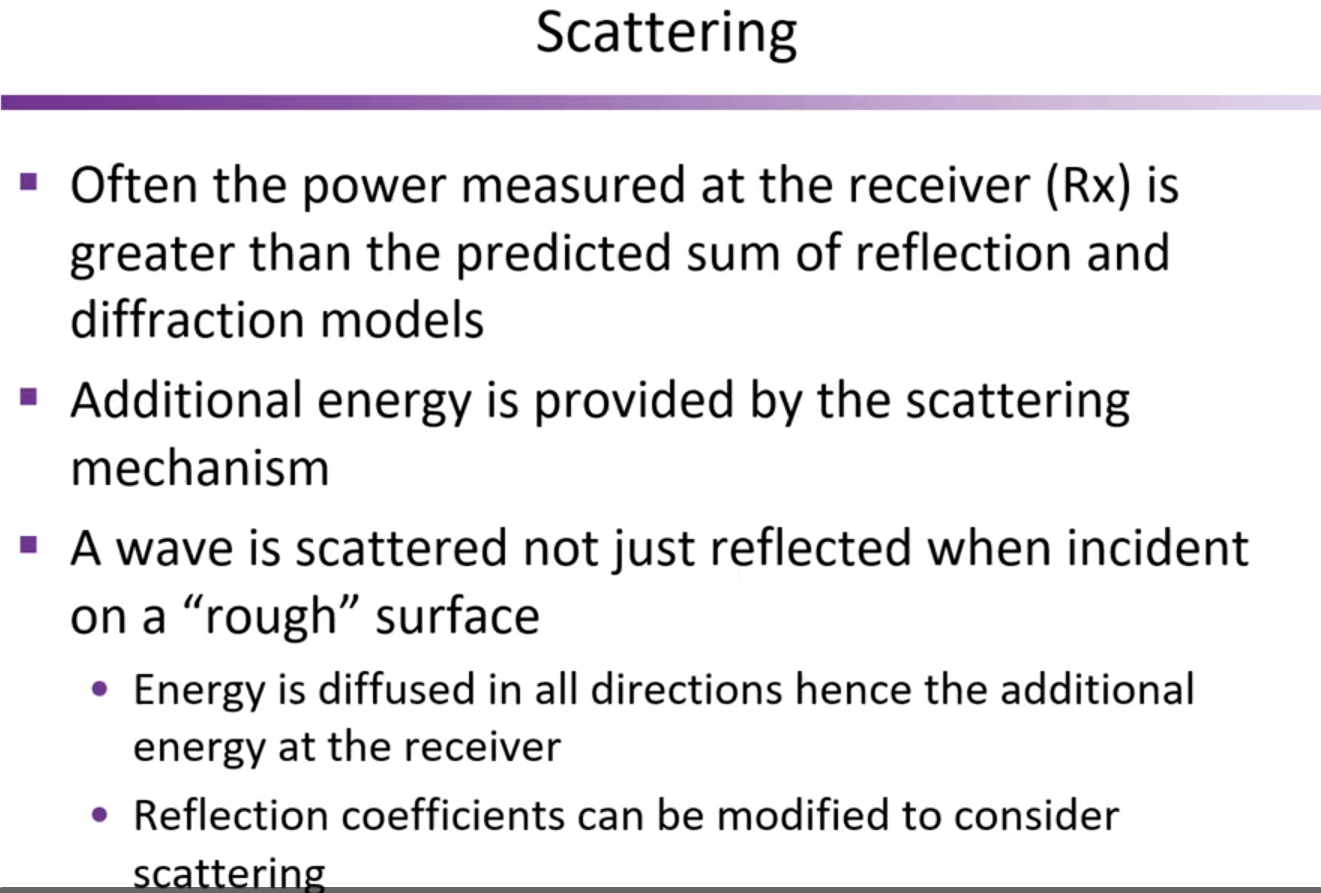 Scattering
▪ Often the power measured at the receiver (Rx) is
greater than the predicted sum of reflection and
diffraction models
▪ Additional energy is provided by the scattering
mechanism
▪ A wave is scattered not just reflected when incident
on a “rough” surface
• Energy is diffused in all directions hence the additional
energy at the receiver
• Reflection coefficients can be modified to consider
scattering